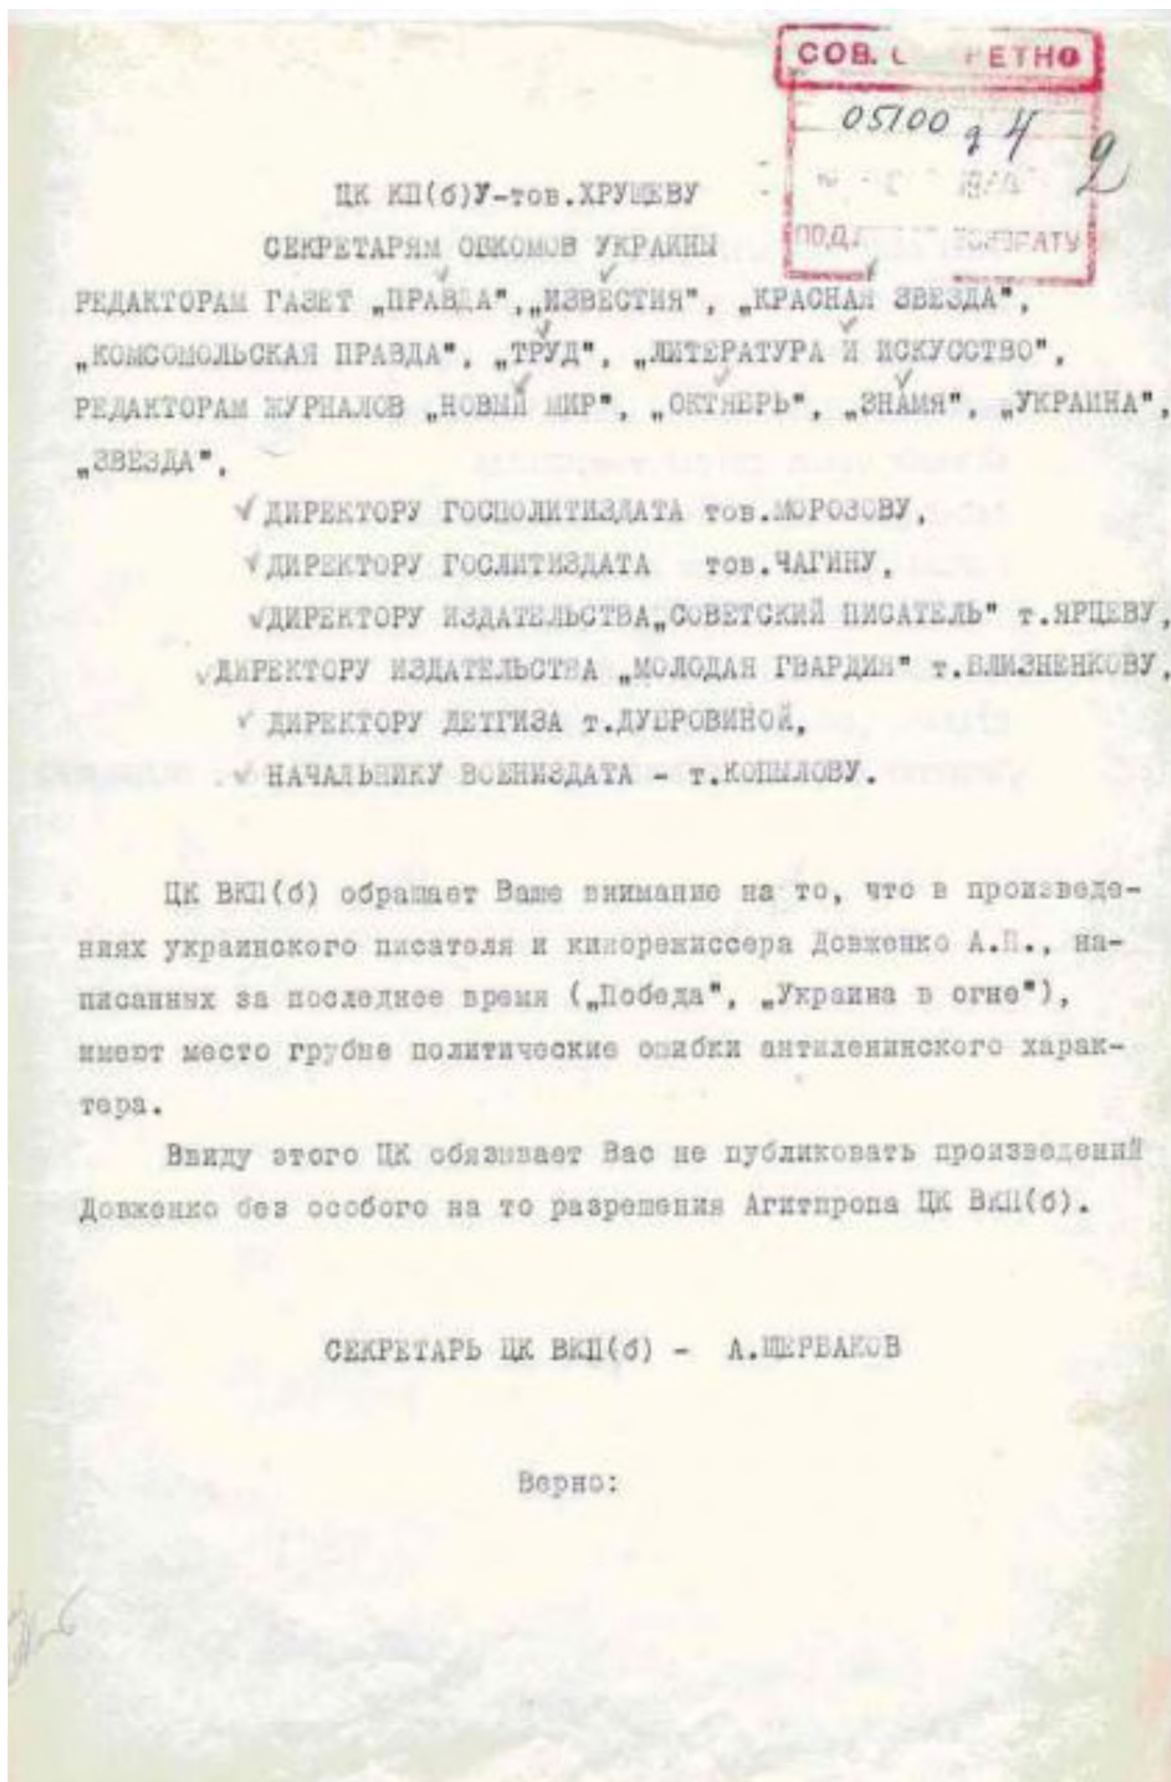 СОВ. СЕКРЕТНО
05100 д 4
2
ПОДЛЕЖИТ ВОЗВРАТУ
ЦК КП(б)У-тов.ХРУЩЕВУ
СЕКРЕТАРЯМ ОБКОМОВ УКРАИНЫ
РЕДАКТОРАМ ГАЗЕТ „ПРАВДА",„ИЗВЕСТИЯ", „КРАСНАЯ ЗВЕЗДА",
„КОМСОМОЛЬСКАЯ ПРАВДА", „ТРУД", „ЛИТЕРАТУРА И ИСКУССТВО",
РЕДАКТОРАМ ЖУРНАЛОВ „НОВЫЙ МИР", „ОКТЯБРЬ", „ЗНАМЯ", „УКРАИНА",
„ЗВЕЗДА",
ДИРЕКТОРУ ГОСПОЛИТИЗДАТА тов.МОРОЗОВУ,
ДИРЕКТОРУ ГОСЛИТИЗДАТА тов.ЧАГИНУ,
ДИРЕКТОРУ ИЗДАТЕЛЬСТВА„СОВЕТСКИЙ ПИСАТЕЛЬ" т.ЯРЦЕВУ,
ДИРЕКТОРУ ИЗДАТЕЛЬСТВА „МОЛОДАЯ ГВАРДИЯ" т.БЛИЗНЕНКОВУ,
ДИРЕКТОРУ ДЕТГИЗА т.ДУБРОВИНОЙ,
НАЧАЛЬНИКУ ВОЕНИЗДАТА - т.КОПЫЛОВУ.
ЦК ВКП(б) обращает Ваше внимание на то, что в произведе-
ниях украинского писателя и кинорежиссера Довженко А.П., на-
писанных за последнее время („Победа", „Украина в огне"),
имеют место грубые политические ошибки антиленинского харак-
тера.
Ввиду этого ЦК обязывает Вас не публиковать произведений
Довженко без особого на то разрешения Агитпропа ЦК ВКП(б).
СЕКРЕТАРЬ ЦК ВКП(б) - А.ЩЕРБАКОВ
Верно: